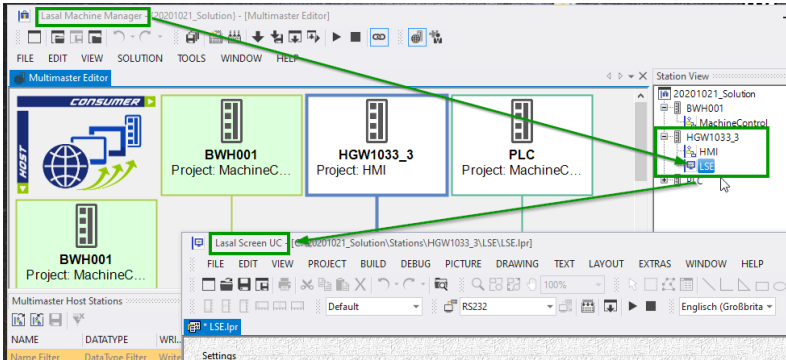 Lasal Machine Manager - {20201021_Solution} - [Multimaster Editor]
FILE EDIT VIEW SOLUTION TOOLS WINDOW HELP
Multimaster Editor
Station View
20201021_Solution
BWH001
MachineControl
HGW1033_3
HMI
LSE
PLC
CONSUMER
HOST
BWH001
Project: MachineC...
HGW1033_3
Project: HMI
PLC
Project: MachineC...
BWH001
Project: MachineC...
Lasal Screen UC - [C:\20201021_Solution\Stations\HGW1033_3\LSE\LSE.lpr]
FILE EDIT VIEW PROJECT BUILD DEBUG PICTURE DRAWING TEXT LAYOUT EXTRAS WINDOW HELP
100%
Default RS232 Englisch (Großbrita
* LSE.lpr
Settings
Multimaster Host Stations
NAME DATATYPE WRI...
Name Filter DataType Filter Write